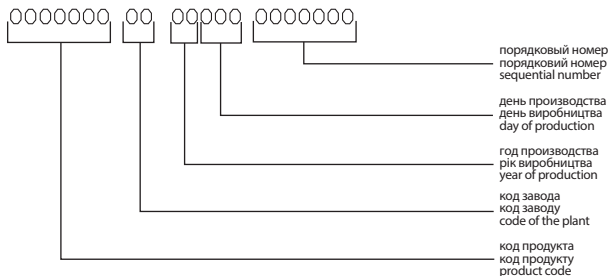 0000000 00 00000 0000000
порядковый номер
порядковий номер
sequential number
день производства
день виробництва
day of production
год производства
рік виробництва
year of production
код завода
код заводу
code of the plant
код продукта
код продукту
product code